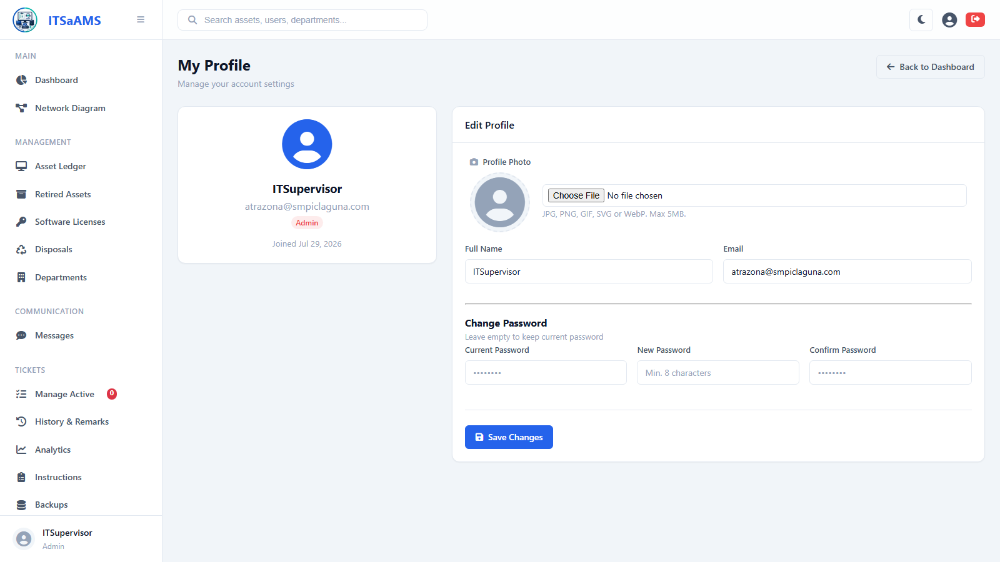 ITSaAMS
Search assets, users, departments...
MAIN
Dashboard
Network Diagram
MANAGEMENT
Asset Ledger
Retired Assets
Software Licenses
Disposals
Departments
COMMUNICATION
Messages
TICKETS
Manage Active 0
History & Remarks
Analytics
Instructions
Backups
ITSupervisor
Admin
My Profile
Manage your account settings
Back to Dashboard
ITSupervisor
atrazona@smpiclaguna.com
Admin
Joined Jul 29, 2026
Edit Profile
Profile Photo
Choose File No file chosen
JPG, PNG, GIF, SVG or WebP. Max 5MB.
Full Name Email
ITSupervisor atrazona@smpiclaguna.com
Change Password
Leave empty to keep current password
Current Password New Password Confirm Password
•••••••• Min. 8 characters ••••••••
Save Changes